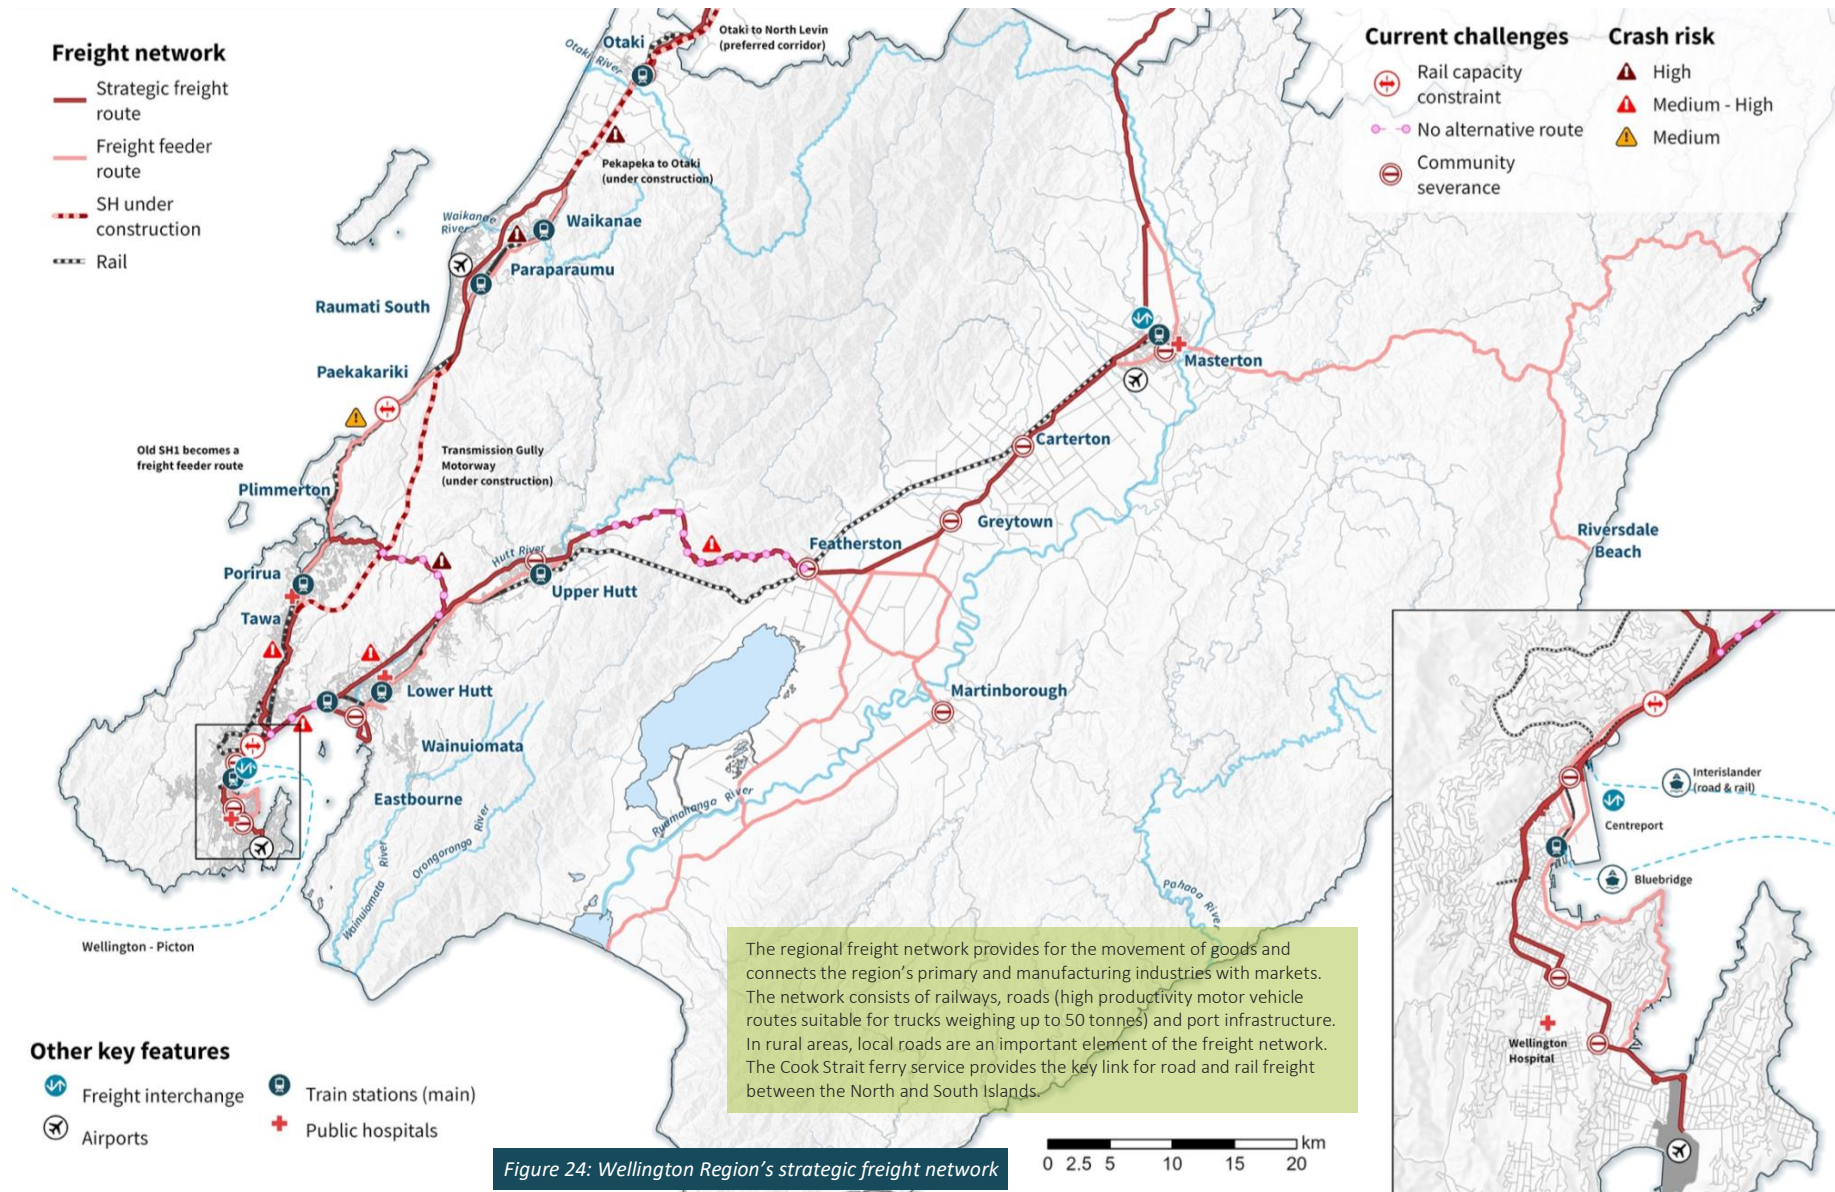 Freight network
Strategic freight
route
Freight feeder
route
SH under
construction
Rail
Current challenges
Rail capacity
constraint
No alternative route
Community
severance
Crash risk
High
Medium - High
Medium
Otaki
Otaki River
Otaki to North Levin
(preferred corridor)
Pekapeka to Otaki
(under construction)
Waikanae
River
Waikanae
Paraparaumu
Raumati South
Paekakariki
Old SH1 becomes a
freight feeder route
Transmission Gully
Motorway
(under construction)
Plimmerton
Porirua
Tawa
Hutt River
Upper Hutt
Featherston
Greytown
Carterton
Masterton
Riversdale
Beach
Lower Hutt
Martinborough
Wainuiomata
Eastbourne
Ruamahanga River
Orongorongo River
Wainuiomata River
Pahaoa River
Wellington - Picton
Interislander
(road & rail)
Centreport
Bluebridge
Wellington
Hospital
The regional freight network provides for the movement of goods and
connects the region's primary and manufacturing industries with markets.
The network consists of railways, roads (high productivity motor vehicle
routes suitable for trucks weighing up to 50 tonnes) and port infrastructure.
In rural areas, local roads are an important element of the freight network.
The Cook Strait ferry service provides the key link for road and rail freight
between the North and South Islands.
Other key features
Freight interchange
Airports
Train stations (main)
Public hospitals
km
0 2.5 5 10 15 20
Figure 24: Wellington Region's strategic freight network